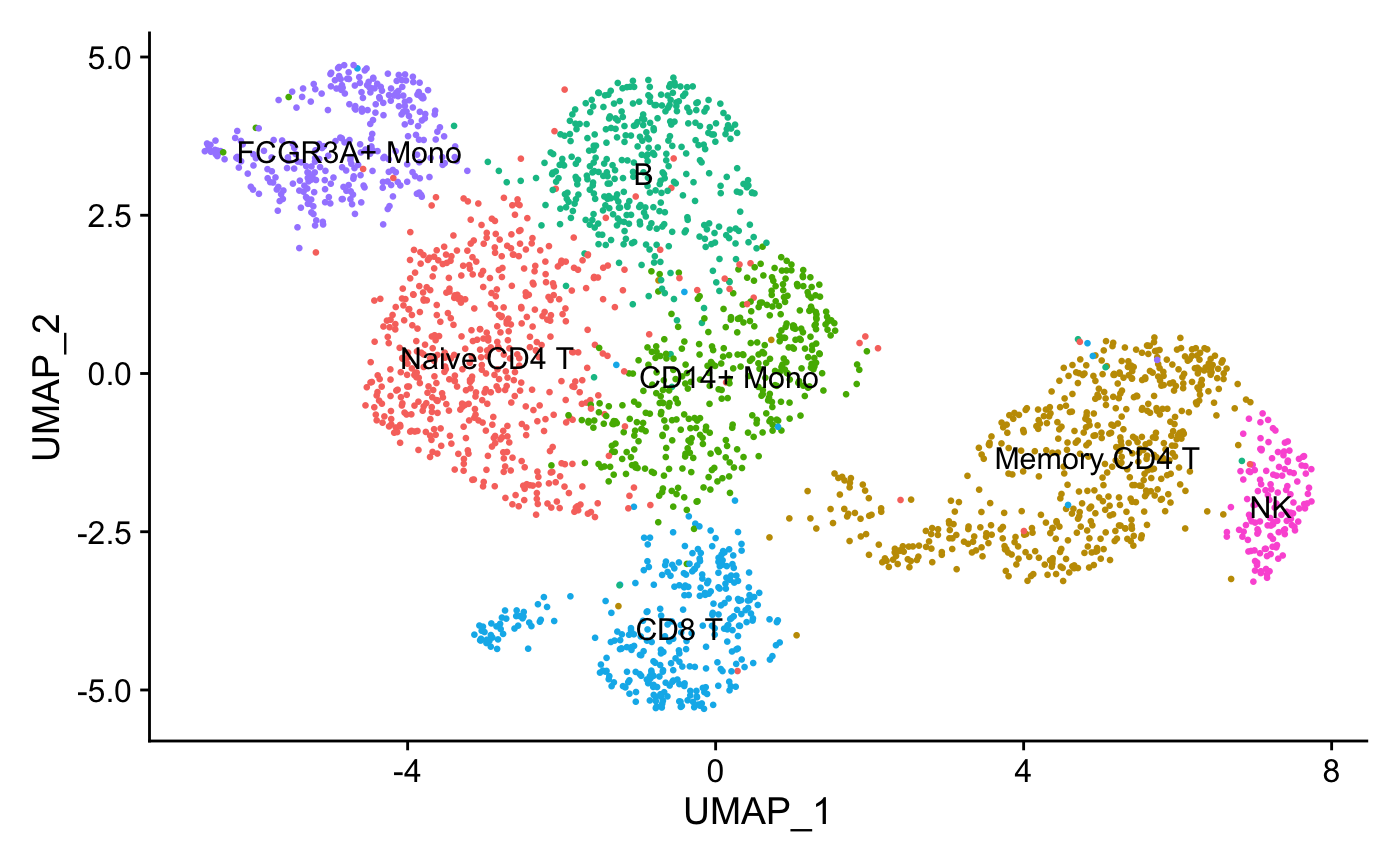 5.0
FCGR3A+ Mono
B
2.5
UMAP_2
0.0
Naive CD4 T
CD14+ Mono
Memory CD4 T
NK
-2.5
CD8 T
-5.0
-4
0
4
8
UMAP_1